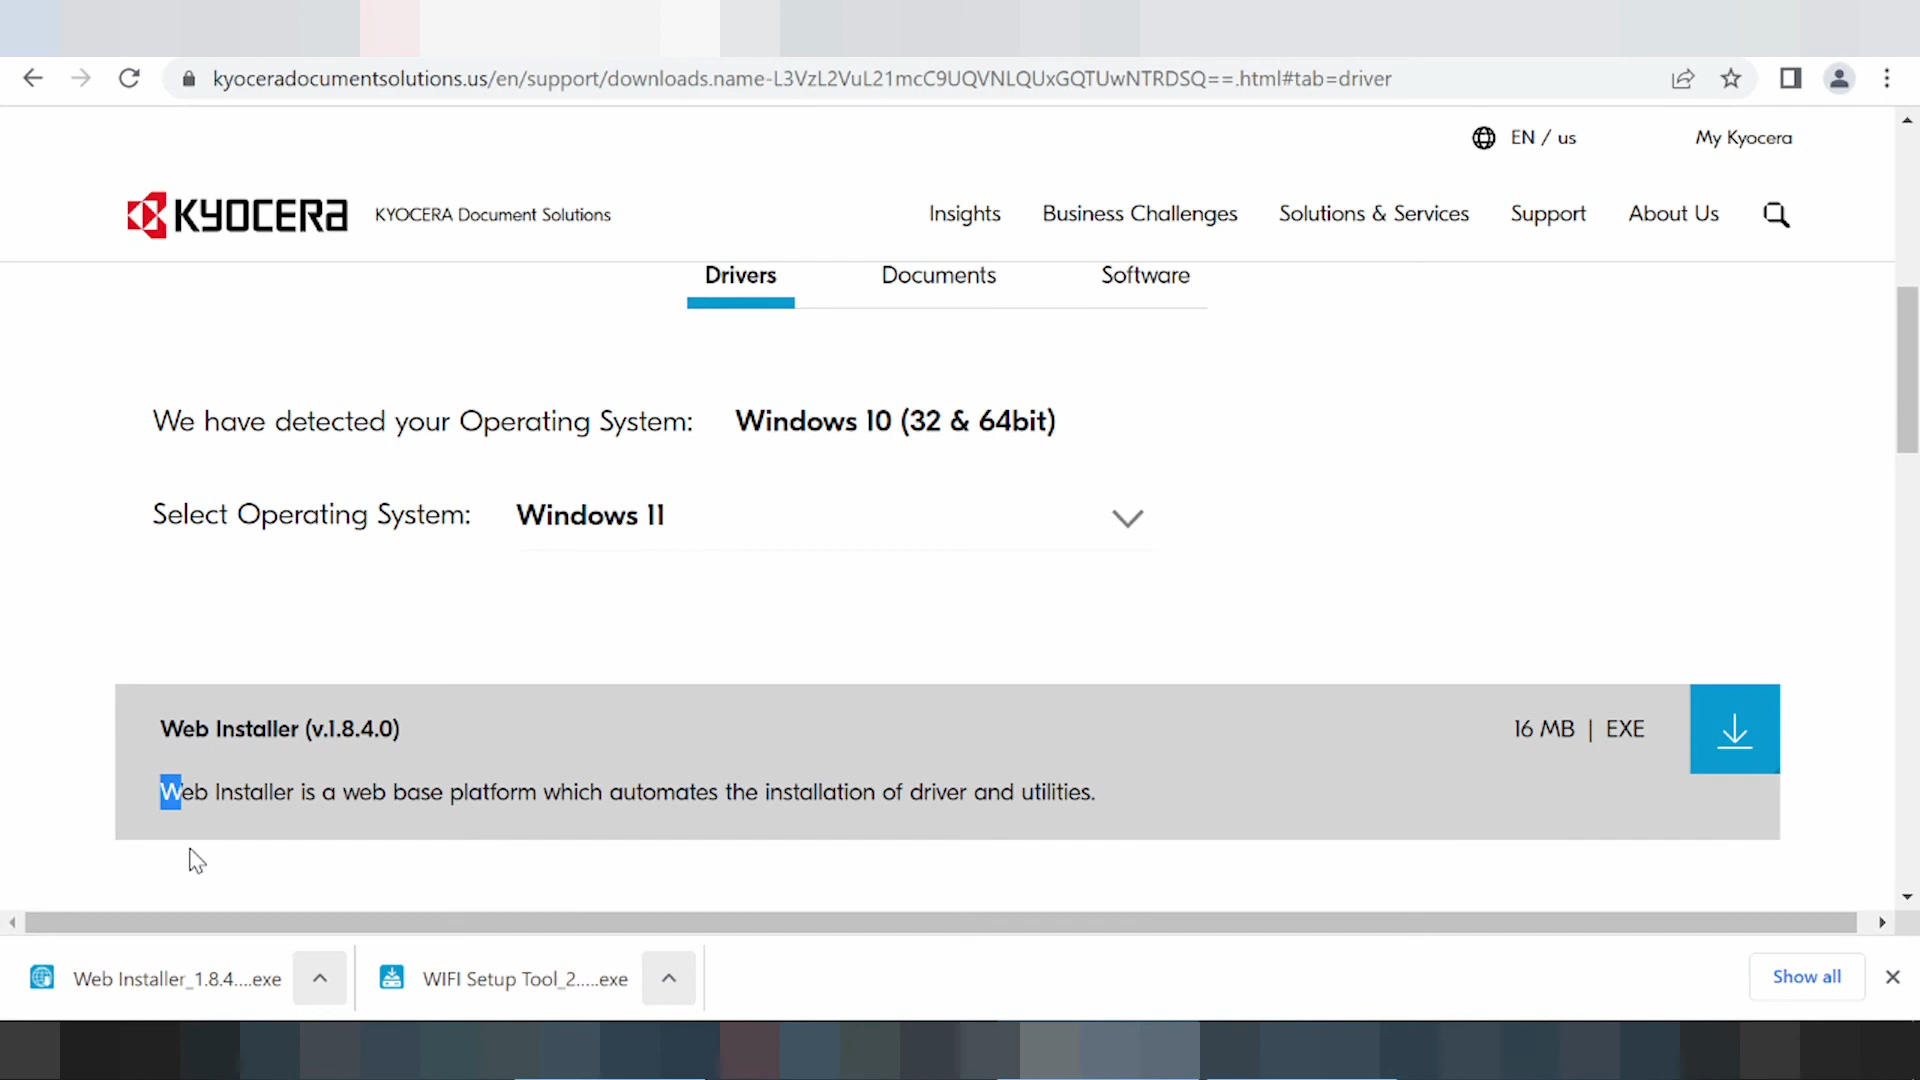 kyoceradocumentsolutions.us/en/support/downloads.name-L3VzL2VuL21mcC9UQVNLQUxGQTUwNTRDSQ==.html#tab=driver
EN / us
My Kyocera
KYOCERA
KYOCERA Document Solutions
Insights
Business Challenges
Solutions & Services
Support
About Us
Drivers
Documents
Software
We have detected your Operating System: Windows 10 (32 & 64bit)
Select Operating System: Windows 11
Web Installer (v.1.8.4.0)
16 MB | EXE
Web Installer is a web base platform which automates the installation of driver and utilities.
Web Installer_1.8.4....exe
WIFI Setup Tool_2.....exe
Show all